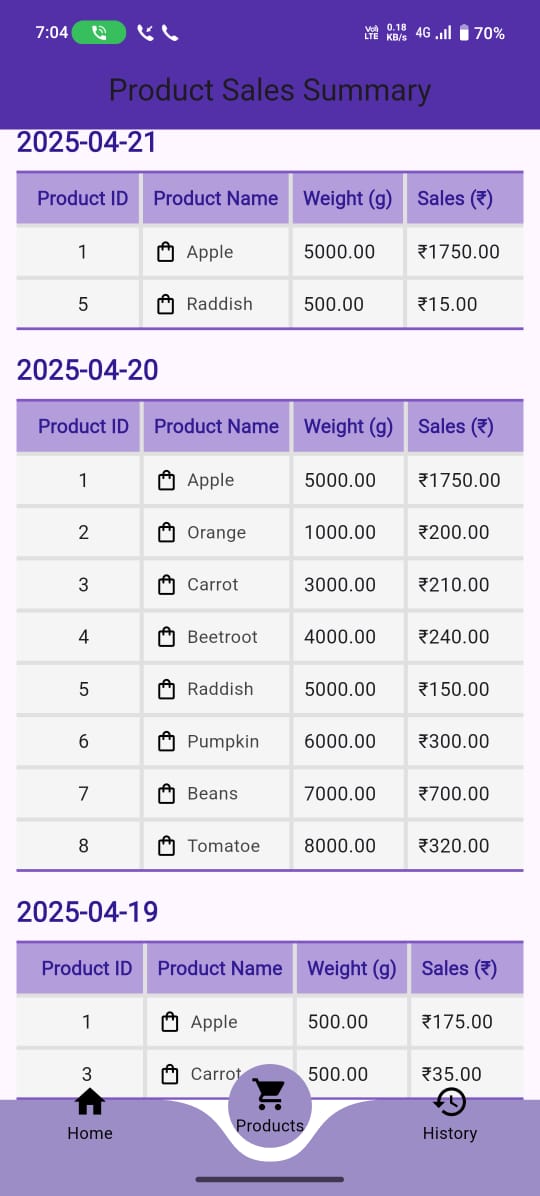 7:04 VoI) LTE 0.18 KB/s 4G 70%
Product Sales Summary
2025-04-21
Product ID Product Name Weight (g) Sales (₹)
1 Apple 5000.00 ₹1750.00
5 Raddish 500.00 ₹15.00
2025-04-20
Product ID Product Name Weight (g) Sales (₹)
1 Apple 5000.00 ₹1750.00
2 Orange 1000.00 ₹200.00
3 Carrot 3000.00 ₹210.00
4 Beetroot 4000.00 ₹240.00
5 Raddish 5000.00 ₹150.00
6 Pumpkin 6000.00 ₹300.00
7 Beans 7000.00 ₹700.00
8 Tomatoe 8000.00 ₹320.00
2025-04-19
Product ID Product Name Weight (g) Sales (₹)
1 Apple 500.00 ₹175.00
3 Carrot 500.00 ₹35.00
Home Products History